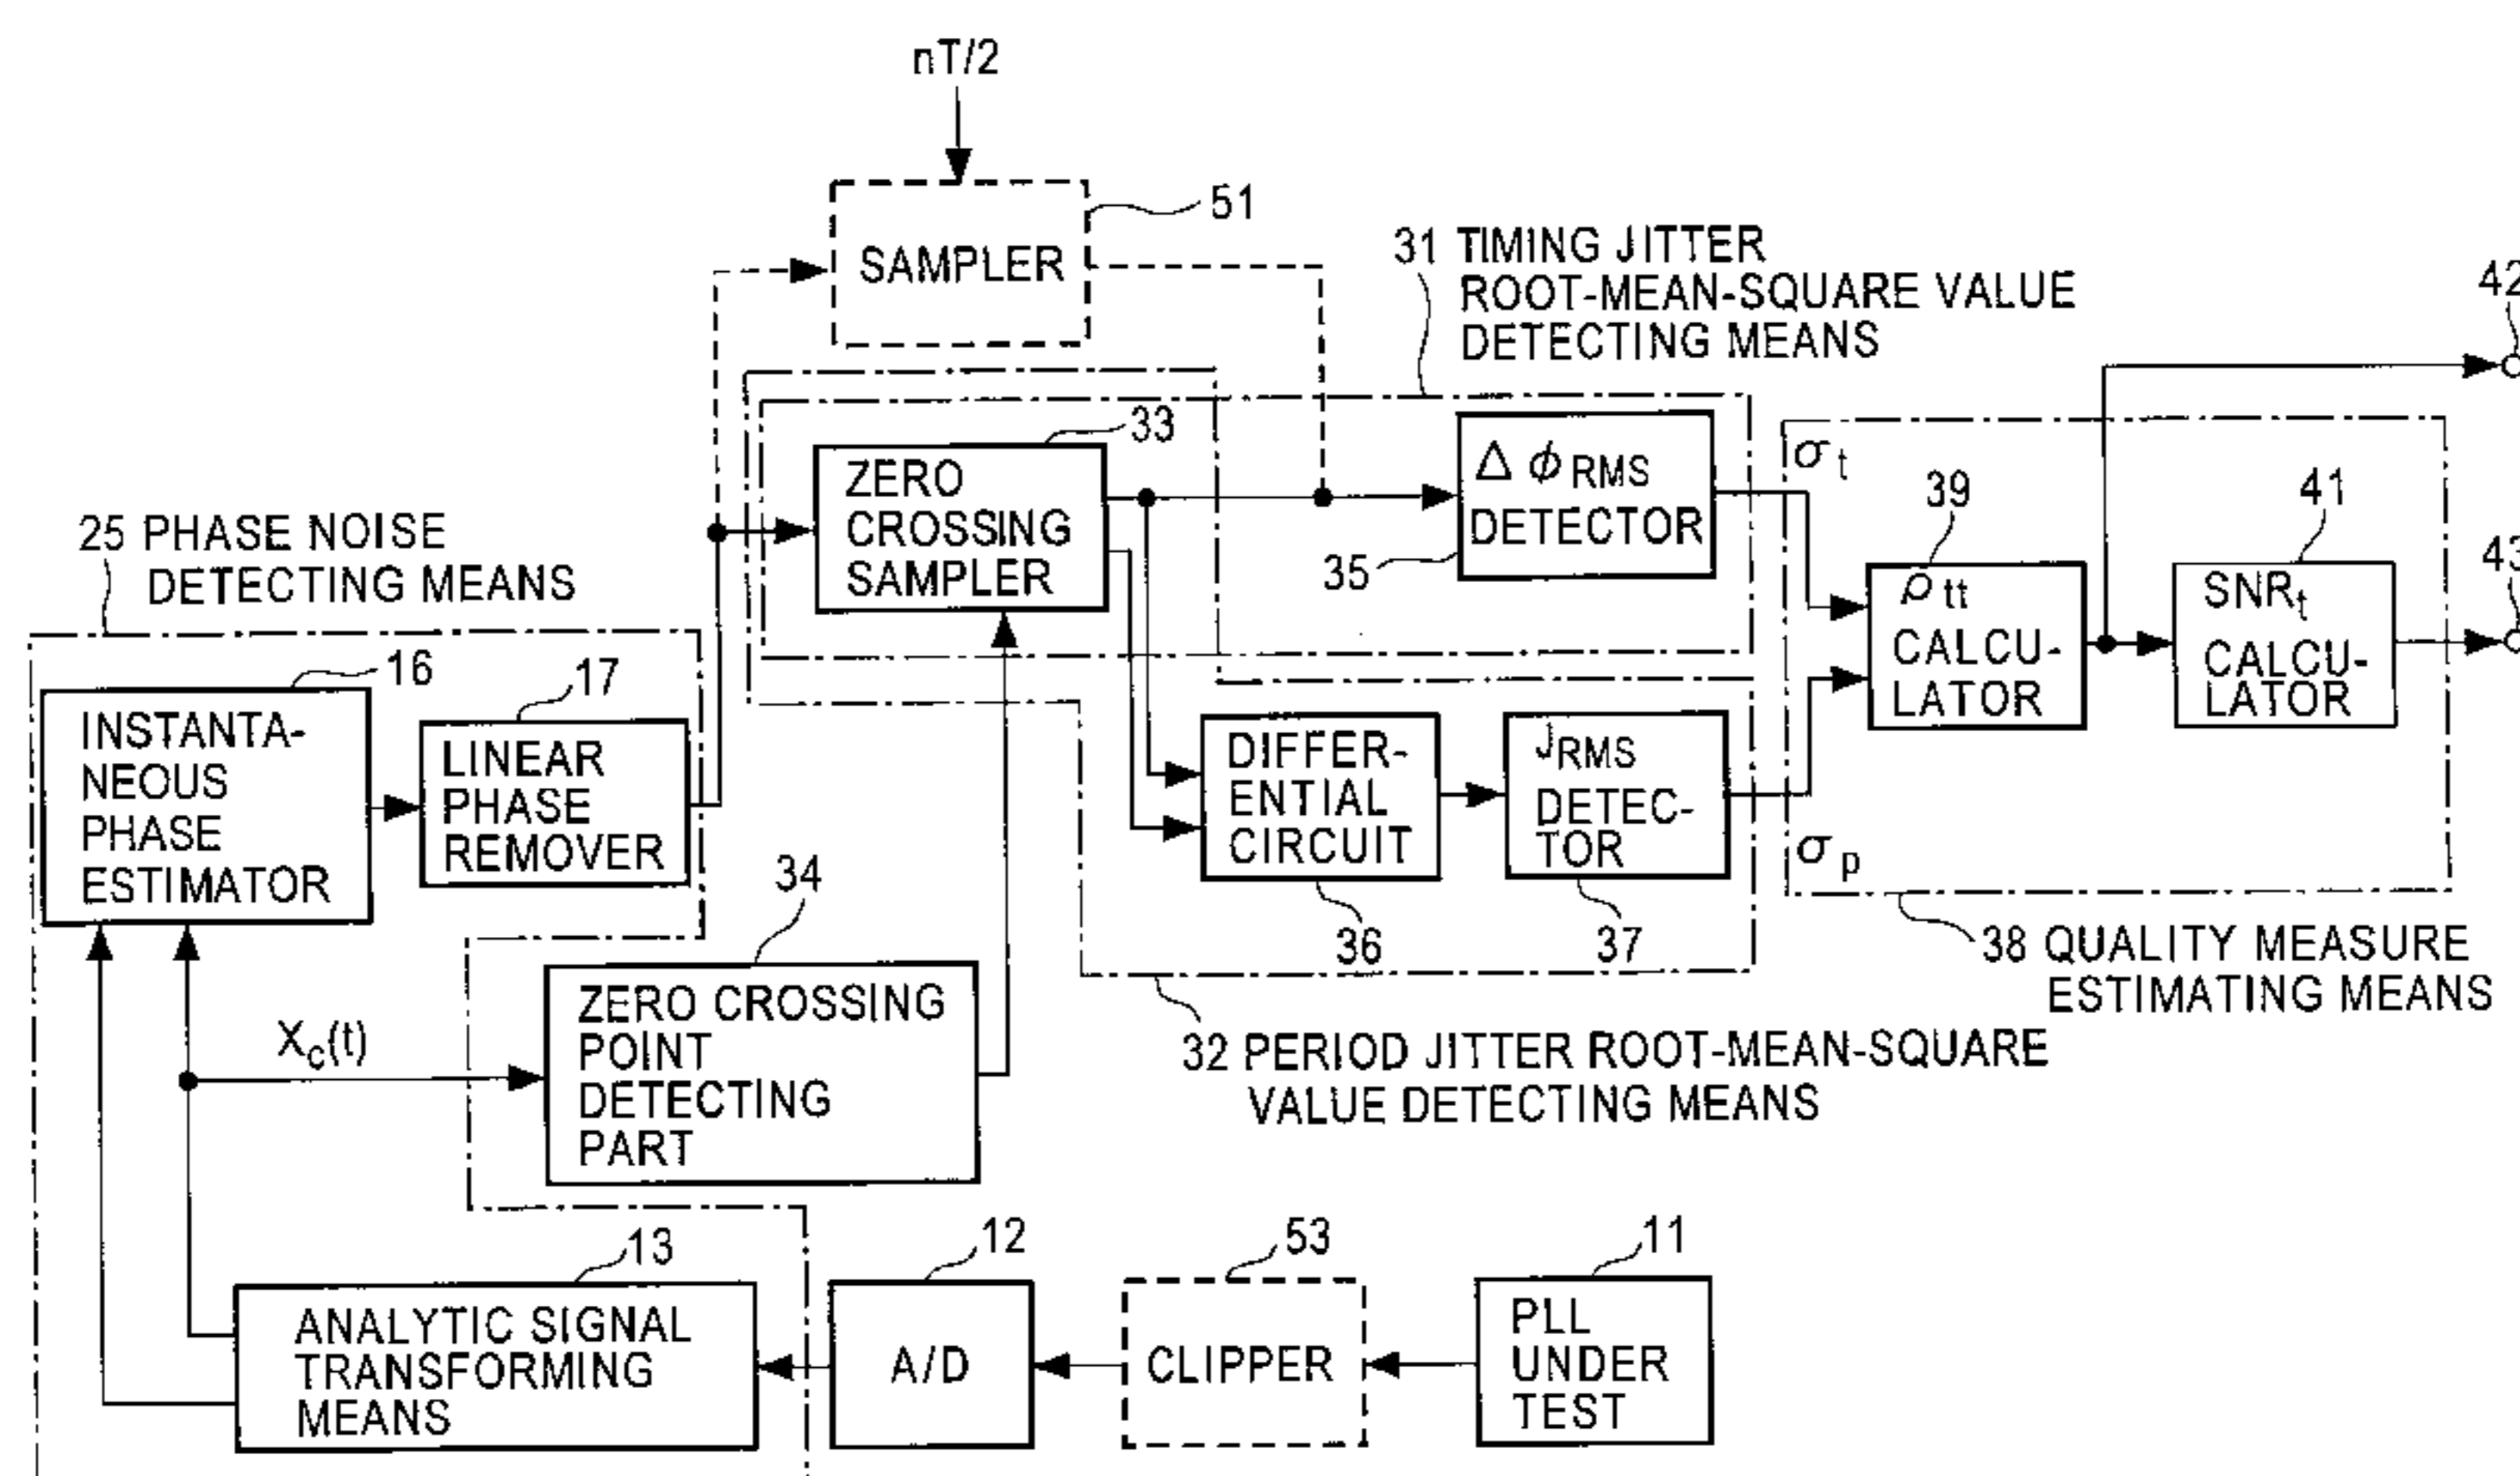 nT/2
SAMPLER
51
31 TIMING JITTER
ROOT-MEAN-SQUARE VALUE
DETECTING MEANS
42
33
ZERO
CROSSING
SAMPLER
Δ ϕRMS
DETECTOR
35
σt
39
ρtt
CALCU-
LATOR
41
SNRt
CALCU-
LATOR
43
25 PHASE NOISE
DETECTING MEANS
16
INSTANTA-
NEOUS
PHASE
ESTIMATOR
17
LINEAR
PHASE
REMOVER
DIFFER-
ENTIAL
CIRCUIT
36
JRMS
DETEC-
TOR
37
σp
38 QUALITY MEASURE
ESTIMATING MEANS
34
ZERO CROSSING
POINT
DETECTING
PART
Xc(t)
32 PERIOD JITTER ROOT-MEAN-SQUARE
VALUE DETECTING MEANS
13
ANALYTIC SIGNAL
TRANSFORMING
MEANS
12
A/D
53
CLIPPER
11
PLL
UNDER
TEST